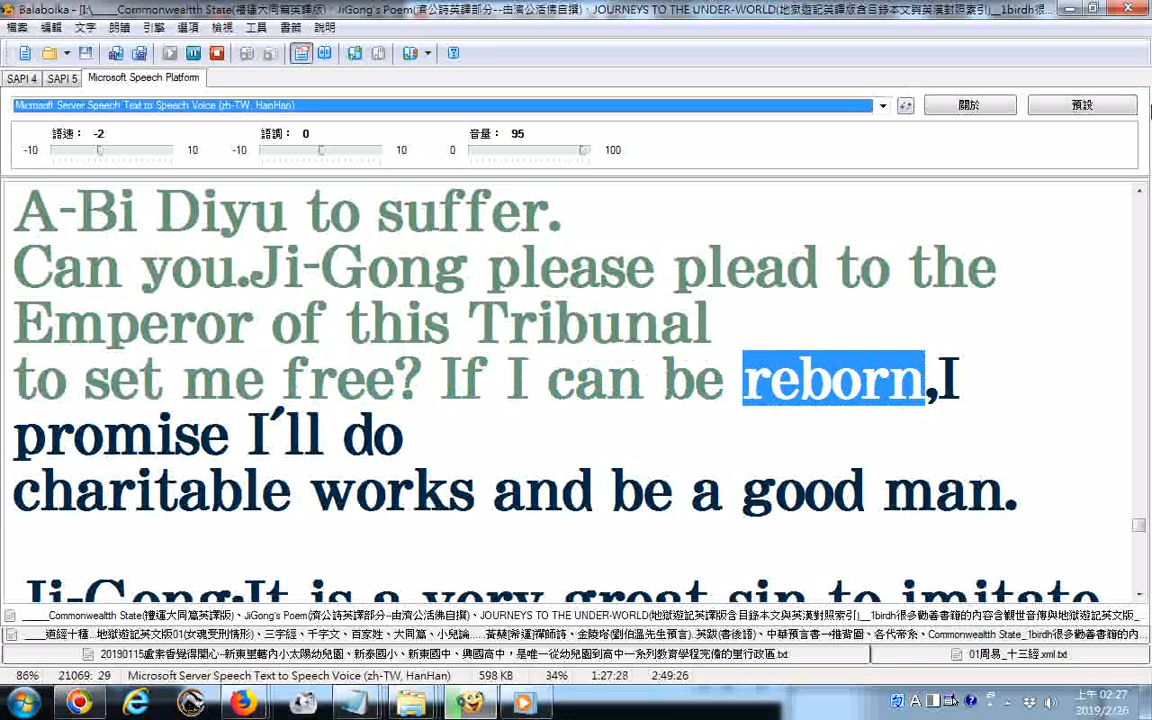 Balabolka - [I:\____Commonwealth State(禮運大同篇英譯版)、JiGong's Poem(濟公詩英譯部分--由濟公活佛自撰)、JOURNEYS TO THE UNDER-WORLD(地獄遊記英譯版含目錄本文與英漢對照索引)__1birdh很...
檔案 編輯 文字 朗讀 引擎 選項 檢視 工具 書籤 說明
SAPI 4 SAPI 5 Microsoft Speech Platform
Microsoft Server Speech Text to Speech Voice (zh-TW, HanHan) 關於 預設
語速： -2 語調： 0 音量： 95
-10 10 -10 10 0 100
A-Bi Diyu to suffer.
Can you.Ji-Gong please plead to the
Emperor of this Tribunal
to set me free? If I can be reborn,I
promise I´ll do
charitable works and be a good man.
Ji-Gong:It is a very great sin to imitate
____Commonwealth State(禮運大同篇英譯版)、JiGong's Poem(濟公詩英譯部分--由濟公活佛自撰)、JOURNEYS TO THE UNDER-WORLD(地獄遊記英譯版含目錄本文與英漢對照索引)__1birdh很多勸善書籍的內容含觀世音傳與地獄遊記英文版_
道經十種...地獄遊記英文版01(女魂受刑情形)、三字經、千字文、百家姓、大同篇、小兒論......黃蘗[希運]禪師詩、金陵塔(劉伯溫先生預言).英跋(書後語)、中華預言書一推背圖、各代帝系、Commonwealth State_1birdh很多勸善書籍的內...
20190115盧案皆覺得開心--新東里轄內小太陽幼兒園、新泰國小、新東國中、興國高中，是唯一從幼兒園到高中一系列教育學程完備的里行政區.txt 01周易_十三經.xml.txt
86% 21069: 29 Microsoft Server Speech Text to Speech Voice (zh-TW, HanHan) 598 KB 34% 1:27:28 2:49:26
A
上午 02:27
2019/2/26